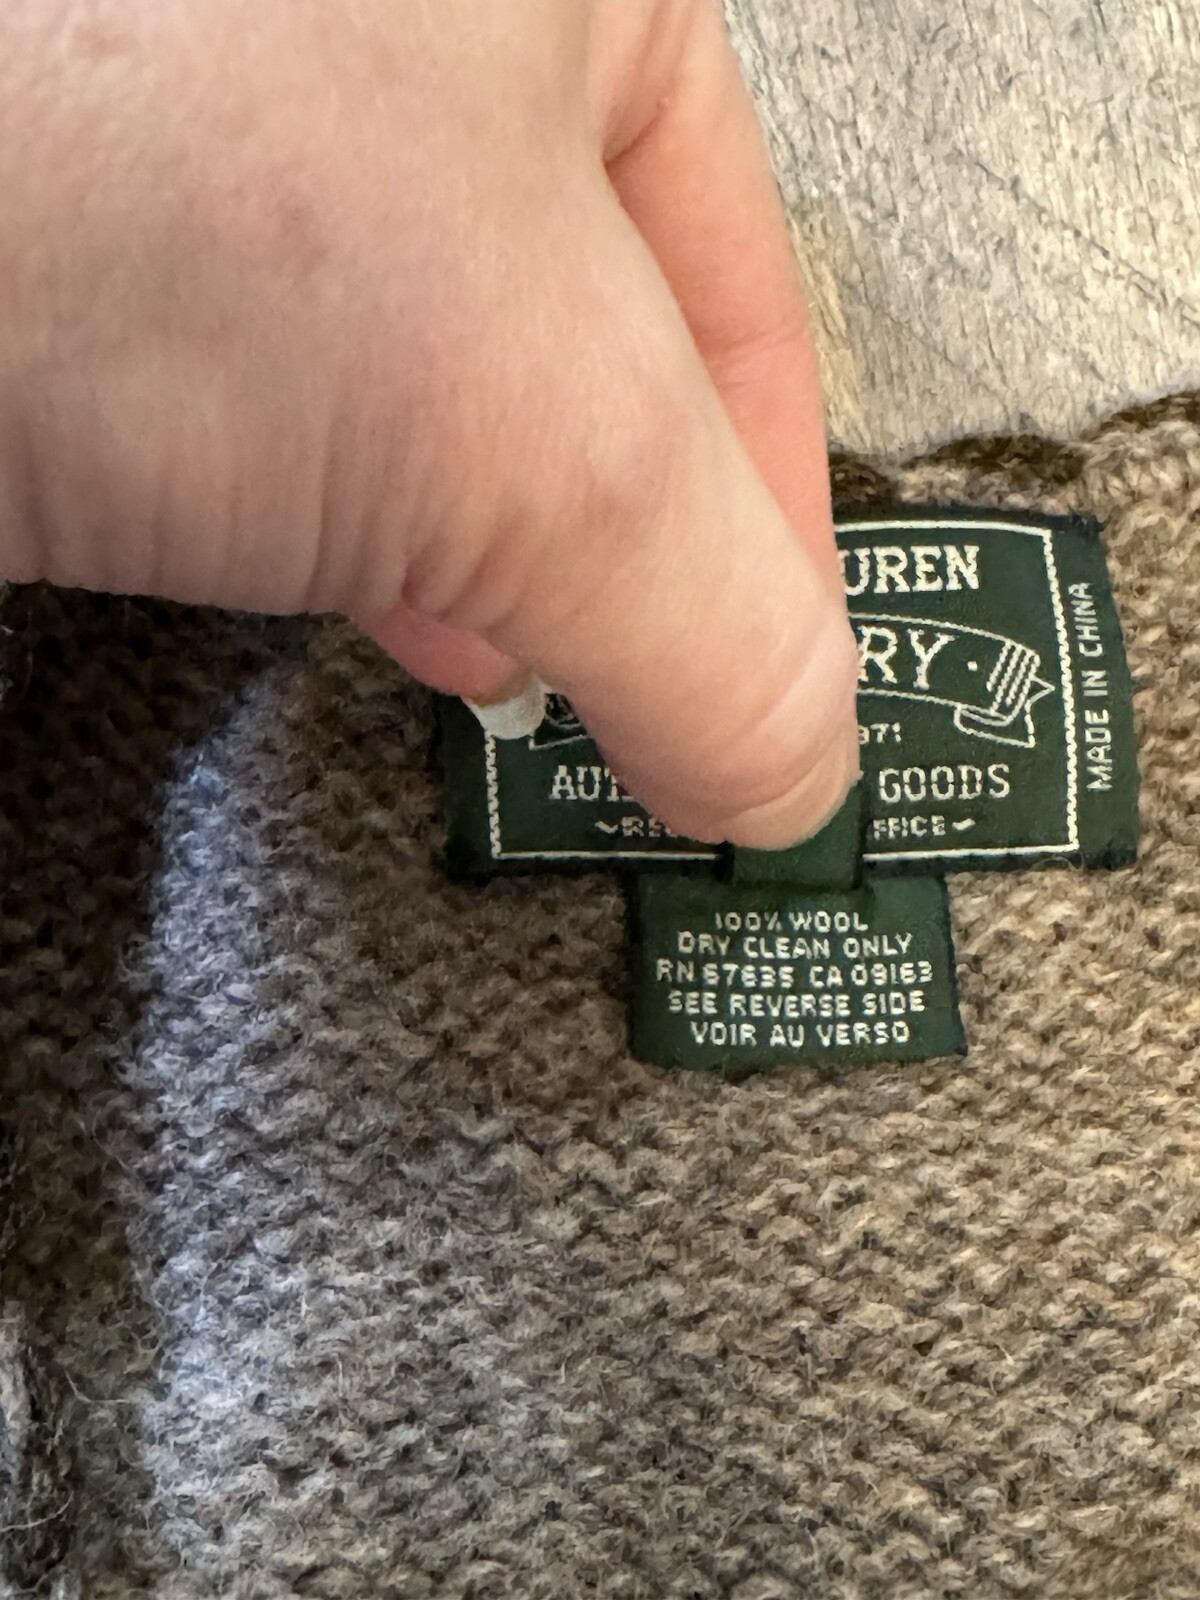 UREN
RY ·
971
AUT GOODS
RE FFICE
MADE IN CHINA
100% WOOL
DRY CLEAN ONLY
RN 67635 CA 09163
SEE REVERSE SIDE
VOIR AU VERSO